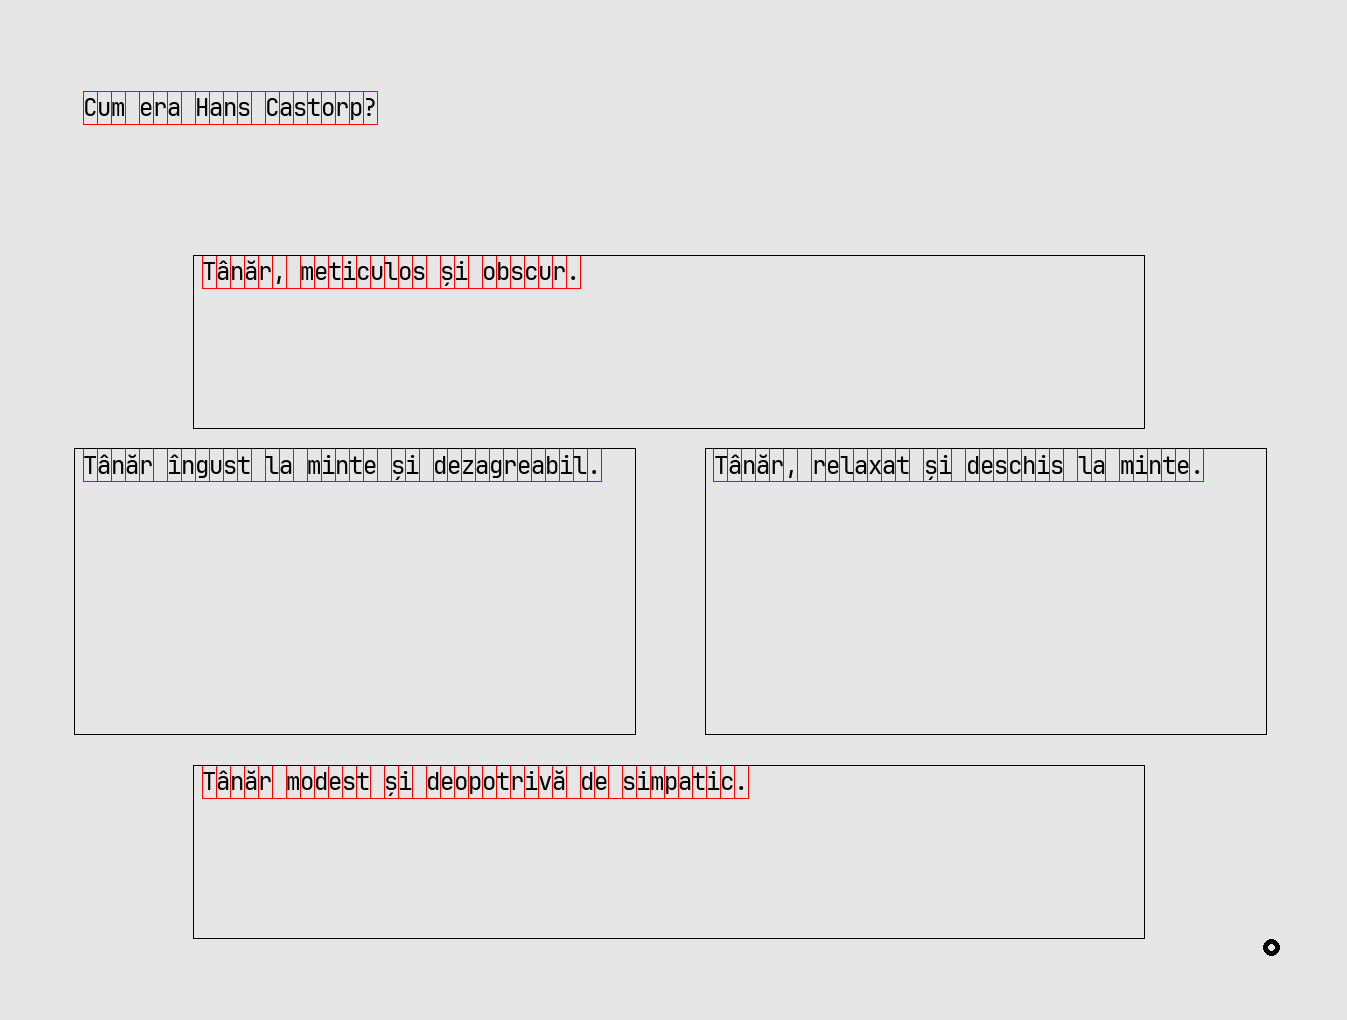 Cum era Hans Castorp?
Tânăr, meticulos și obscur.
Tânăr îngust la minte și dezagreabil.
Tânăr, relaxat și deschis la minte.
Tânăr modest și deopotrivă de simpatic.